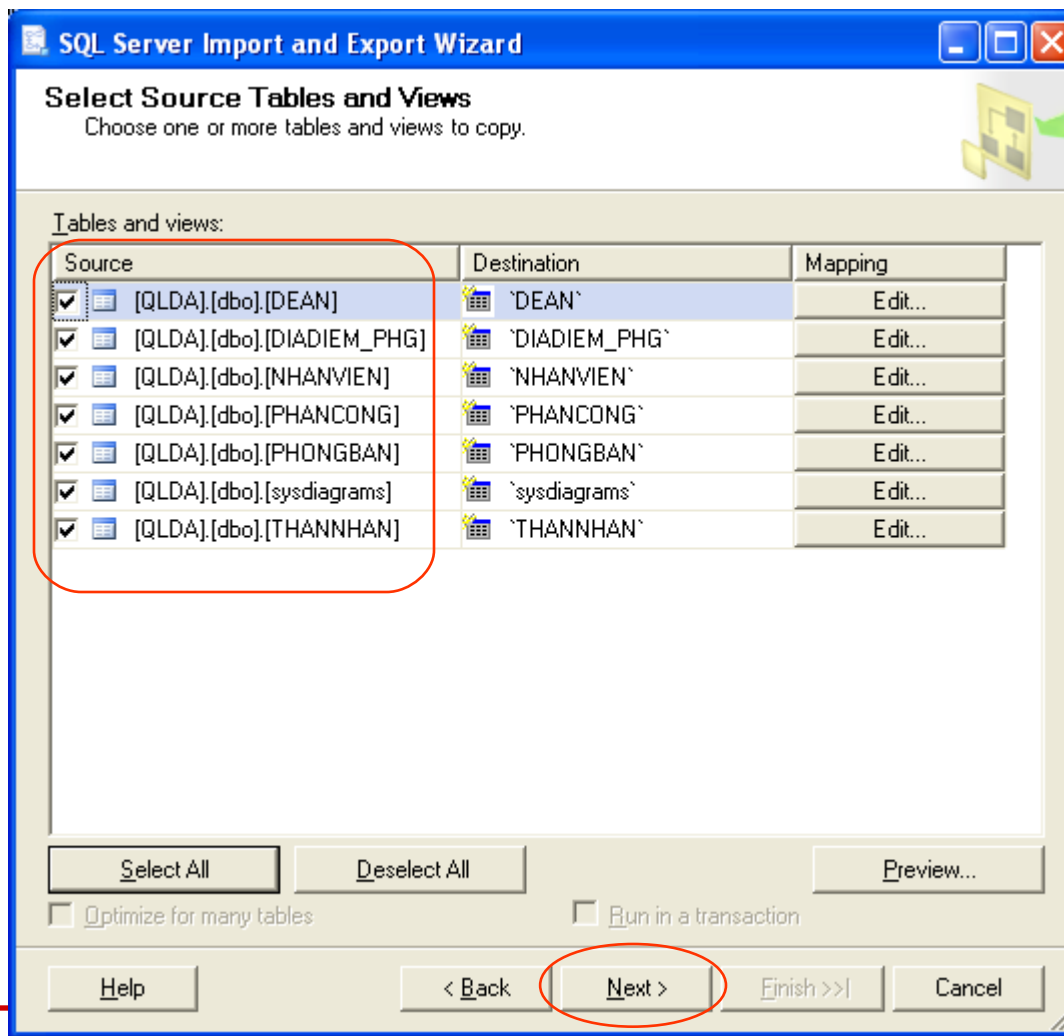 SQL Server Import and Export Wizard
Select Source Tables and Views
Choose one or more tables and views to copy.
Tables and views:
Source Destination Mapping
[QLDA].[dbo].[DEAN] `DEAN` Edit...
[QLDA].[dbo].[DIADIEM_PHG] `DIADIEM_PHG` Edit...
[QLDA].[dbo].[NHANVIEN] `NHANVIEN` Edit...
[QLDA].[dbo].[PHANCONG] `PHANCONG` Edit...
[QLDA].[dbo].[PHONGBAN] `PHONGBAN` Edit...
[QLDA].[dbo].[sysdiagrams] `sysdiagrams` Edit...
[QLDA].[dbo].[THANNHAN] `THANNHAN` Edit...
Select All Deselect All Preview...
Optimize for many tables Run in a transaction
Help < Back Next > Finish >>| Cancel